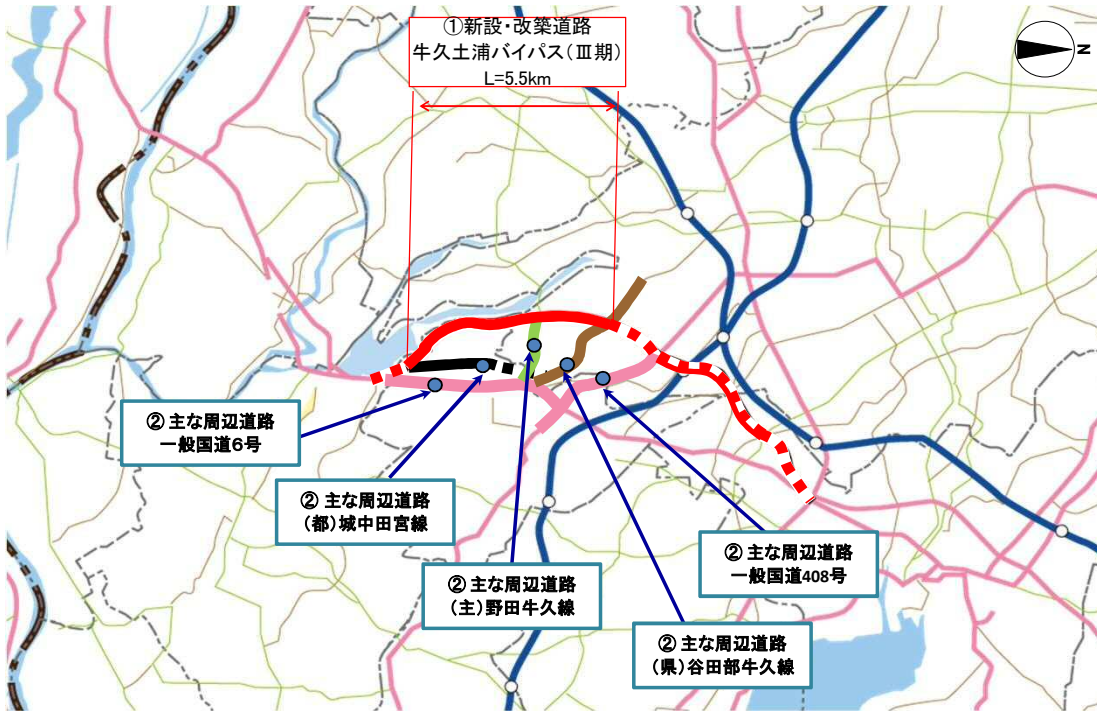 ①新設・改築道路
牛久土浦バイパス(Ⅲ期)
L=5.5km
N
② 主な周辺道路
一般国道6号
② 主な周辺道路
(都)城中田宮線
② 主な周辺道路
(主)野田牛久線
② 主な周辺道路
(県)谷田部牛久線
② 主な周辺道路
一般国道408号